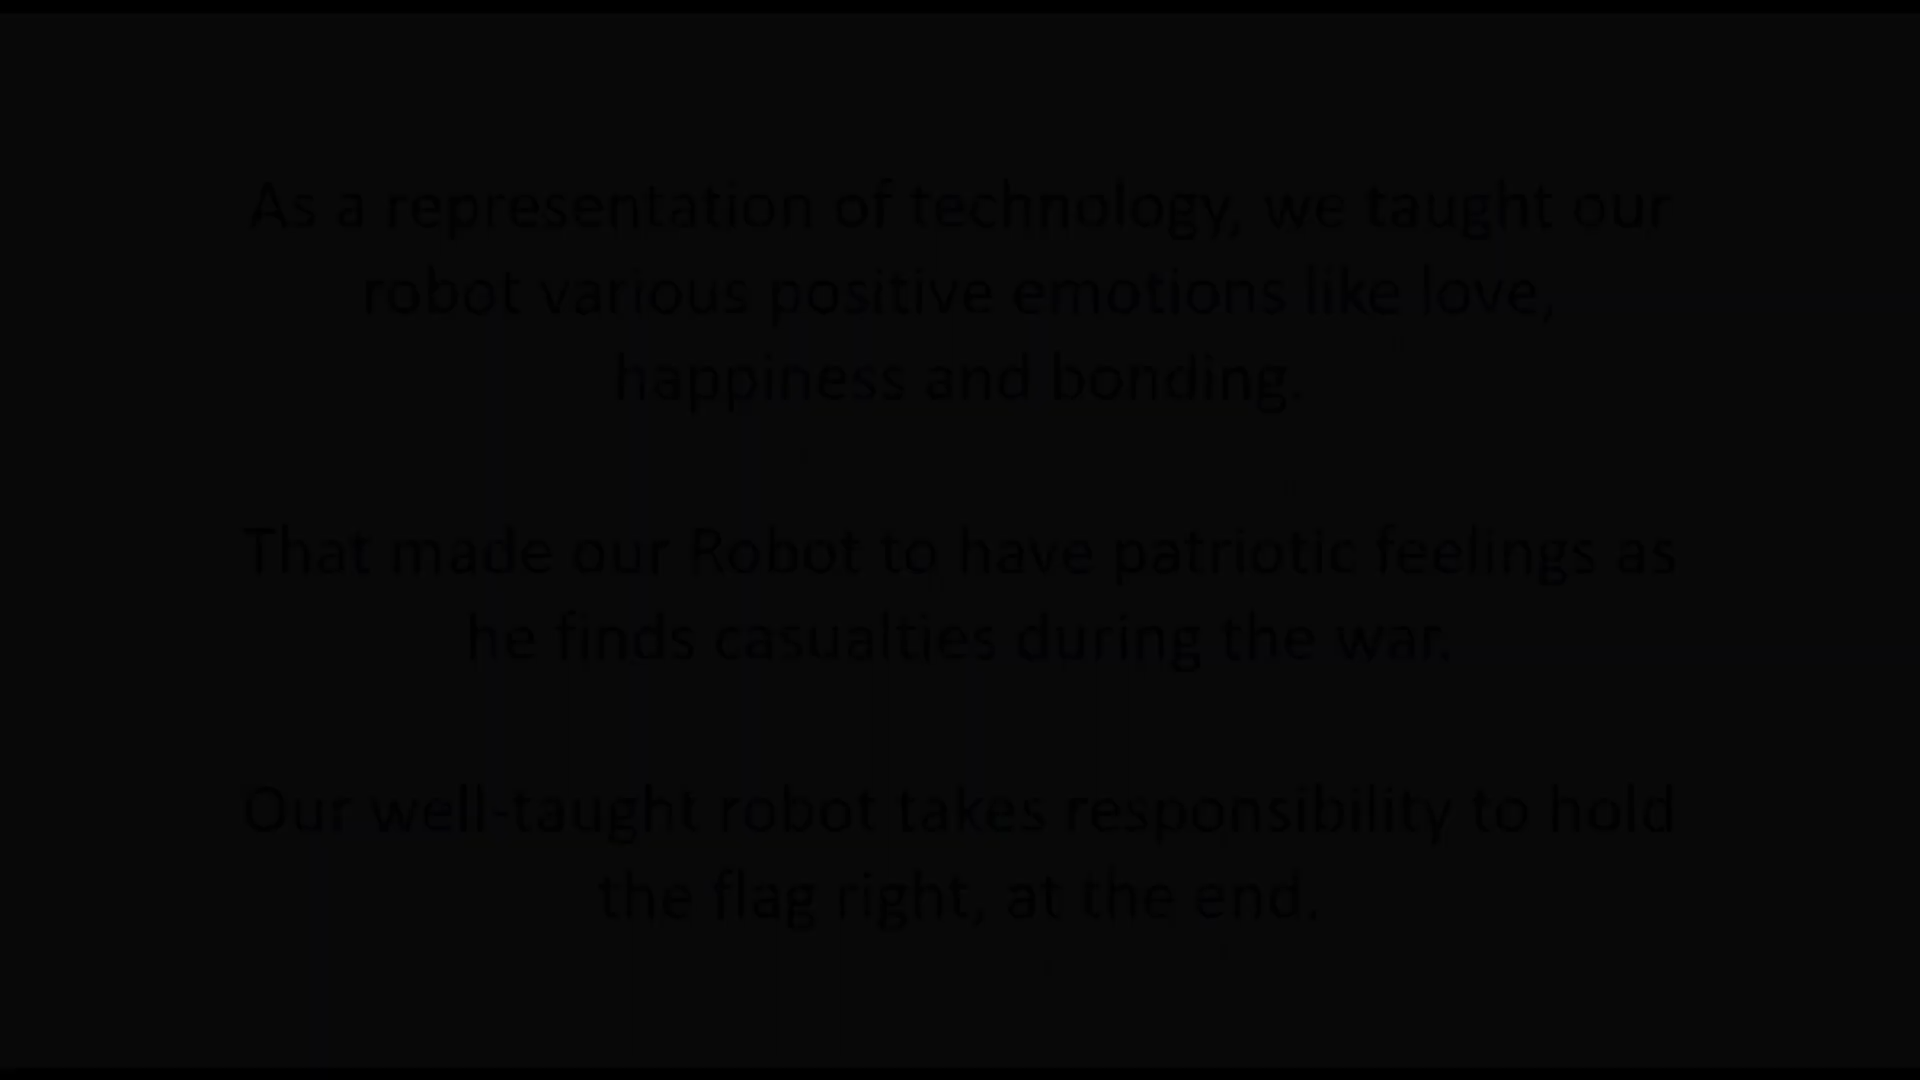 As a representation of technology, we taught our
robot various positive emotions like love,
happiness and bonding.
That made our Robot to have patriotic feelings as
he finds casualties during the war.
Our well-taught robot takes responsibility to hold
the flag right, at the end.